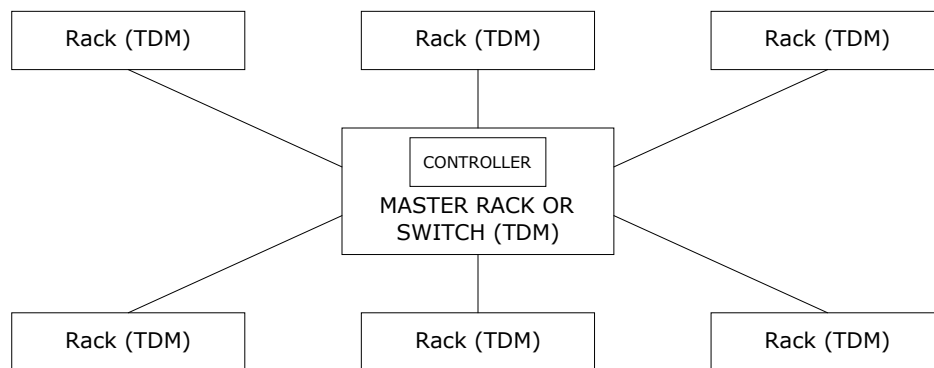 Rack (TDM)
Rack (TDM)
Rack (TDM)
CONTROLLER
MASTER RACK OR
SWITCH (TDM)
Rack (TDM)
Rack (TDM)
Rack (TDM)